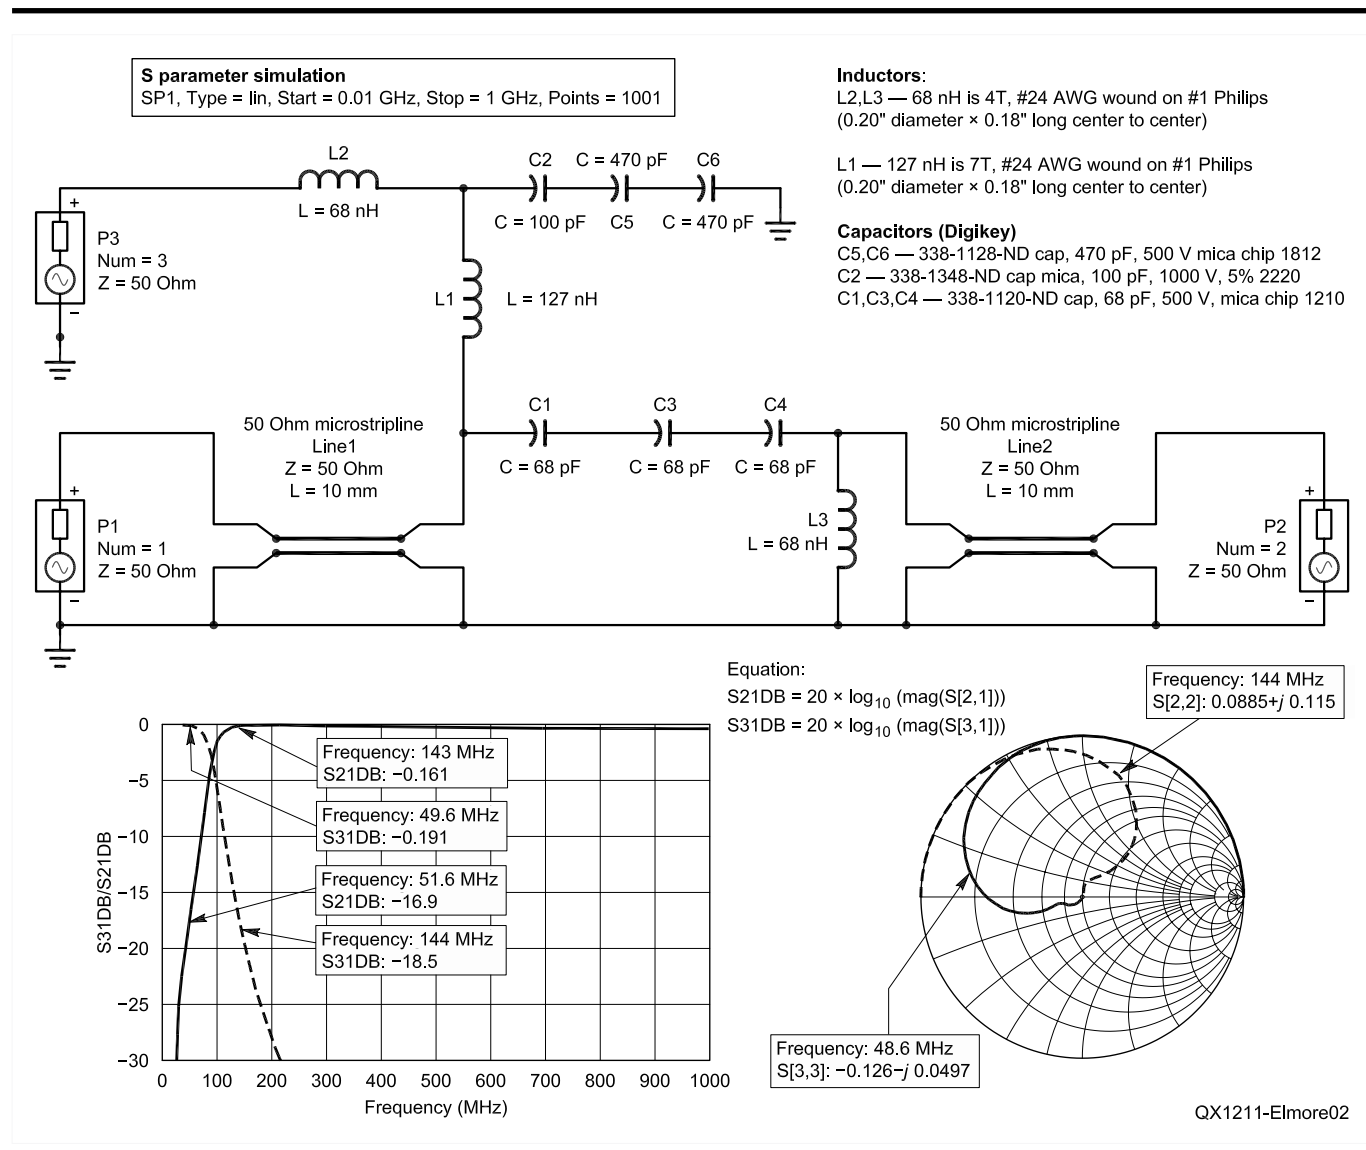 S parameter simulation
SP1, Type = lin, Start = 0.01 GHz, Stop = 1 GHz, Points = 1001
Inductors:
L2,L3 — 68 nH is 4T, #24 AWG wound on #1 Philips
(0.20" diameter × 0.18" long center to center)
L1 — 127 nH is 7T, #24 AWG wound on #1 Philips
(0.20" diameter × 0.18" long center to center)
Capacitors (Digikey)
C5,C6 — 338-1128-ND cap, 470 pF, 500 V mica chip 1812
C2 — 338-1348-ND cap mica, 100 pF, 1000 V, 5% 2220
C1,C3,C4 — 338-1120-ND cap, 68 pF, 500 V, mica chip 1210
L2
L = 68 nH
C2
C = 100 pF
C = 470 pF
C5
C6
C = 470 pF
+
P3
Num = 3
Z = 50 Ohm
−
L1
L = 127 nH
50 Ohm microstripline
Line1
Z = 50 Ohm
L = 10 mm
C1
C = 68 pF
C3
C = 68 pF
C4
C = 68 pF
50 Ohm microstripline
Line2
Z = 50 Ohm
L = 10 mm
+
P1
Num = 1
Z = 50 Ohm
−
L3
L = 68 nH
+
P2
Num = 2
Z = 50 Ohm
−
Equation:
S21DB = 20 × log10 (mag(S[2,1]))
S31DB = 20 × log10 (mag(S[3,1]))
Frequency: 144 MHz
S[2,2]: 0.0885+j 0.115
Frequency: 48.6 MHz
S[3,3]: −0.126−j 0.0497
S31DB/S21DB
0
−5
−10
−15
−20
−25
−30
Frequency: 143 MHz
S21DB: −0.161
Frequency: 49.6 MHz
S31DB: −0.191
Frequency: 51.6 MHz
S21DB: −16.9
Frequency: 144 MHz
S31DB: −18.5
0 100 200 300 400 500 600 700 800 900 1000
Frequency (MHz)
QX1211-Elmore02